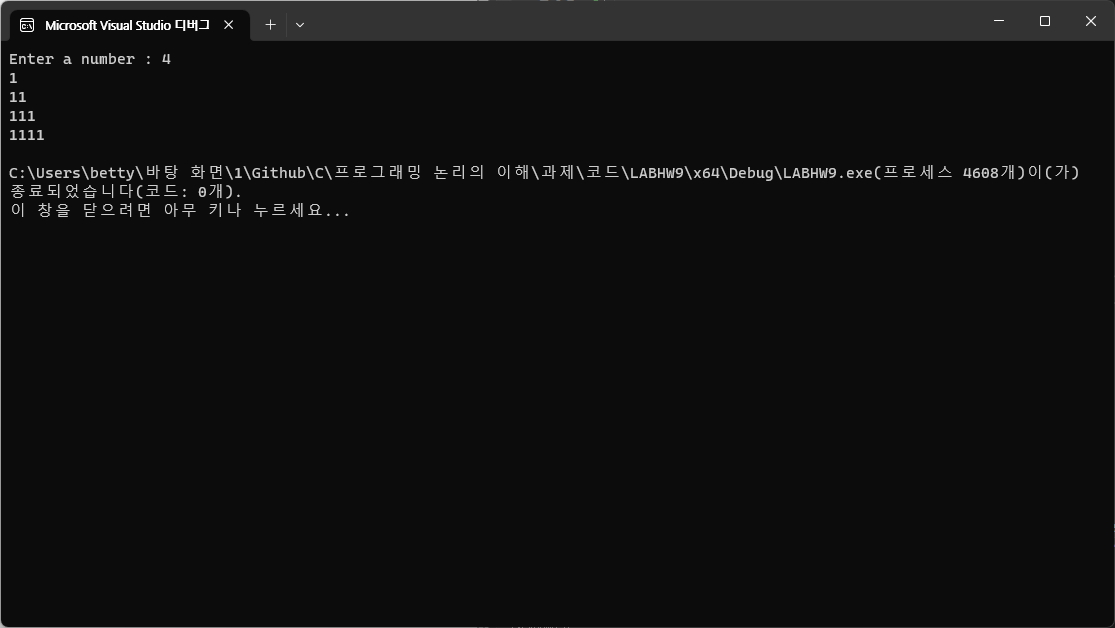 Microsoft Visual Studio 디버그
Enter a number : 4
1
11
111
1111
C:\Users\betty\바탕 화면\1\Github\C\프로그래밍 논리의 이해\과제\코드\LABHW9\x64\Debug\LABHW9.exe(프로세스 4608개)이(가)
종료되었습니다(코드: 0개).
이 창을 닫으려면 아무 키나 누르세요...